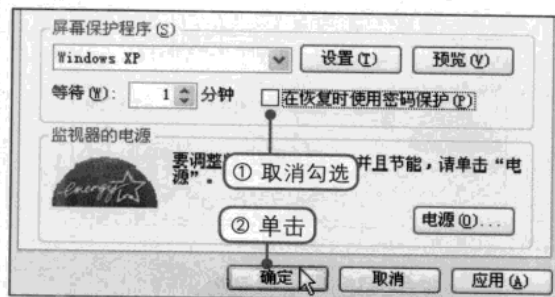 屏幕保护程序(S)
Windows XP
设置(T)
预览(V)
等待(W): 1 分钟
在恢复时使用密码保护(P)
监视器的电源
要调整
并且节能,请单击“电
源”。
energy
① 取消勾选
电源(O)...
② 单击
确定
取消
应用(A)